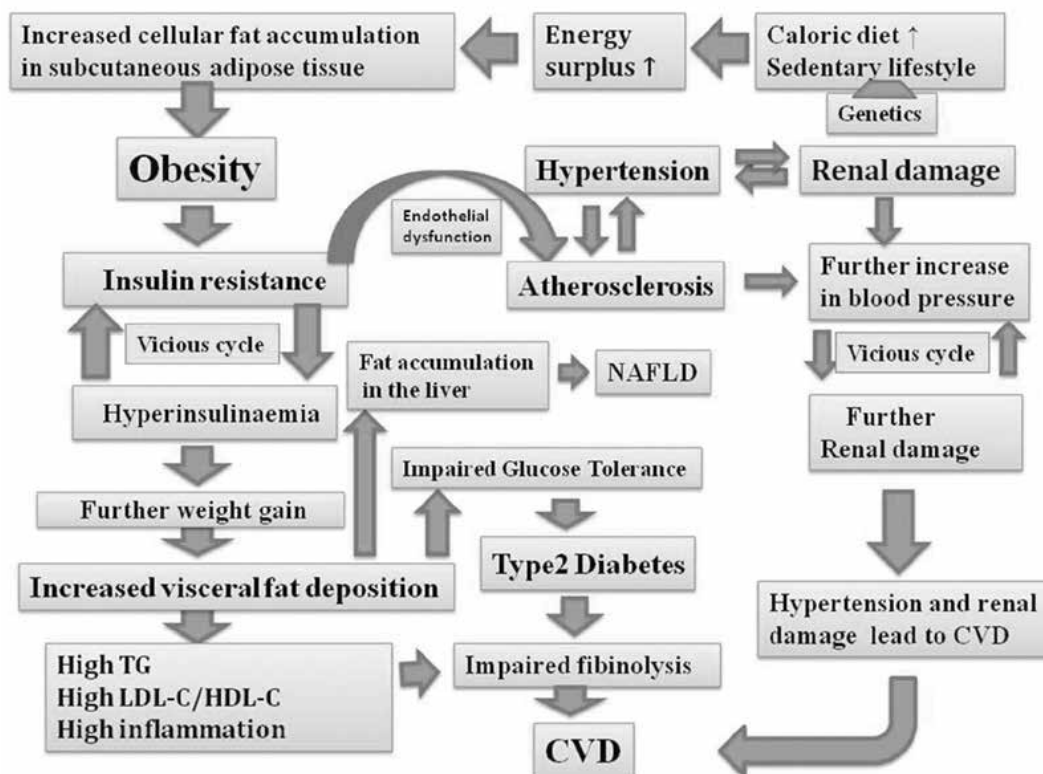 Increased cellular fat accumulation
in subcutaneous adipose tissue
Energy
surplus ↑
Caloric diet ↑
Sedentary lifestyle
Genetics
Obesity
Hypertension
Renal damage
Endothelial
dysfunction
Insulin resistance
Atherosclerosis
Further increase
in blood pressure
Vicious cycle
Fat accumulation
in the liver
NAFLD
Vicious cycle
Hyperinsulinaemia
Further
Renal damage
Impaired Glucose Tolerance
Further weight gain
Type2 Diabetes
Increased visceral fat deposition
Hypertension and renal
damage lead to CVD
High TG
High LDL-C/HDL-C
High inflammation
Impaired fibinolysis
CVD